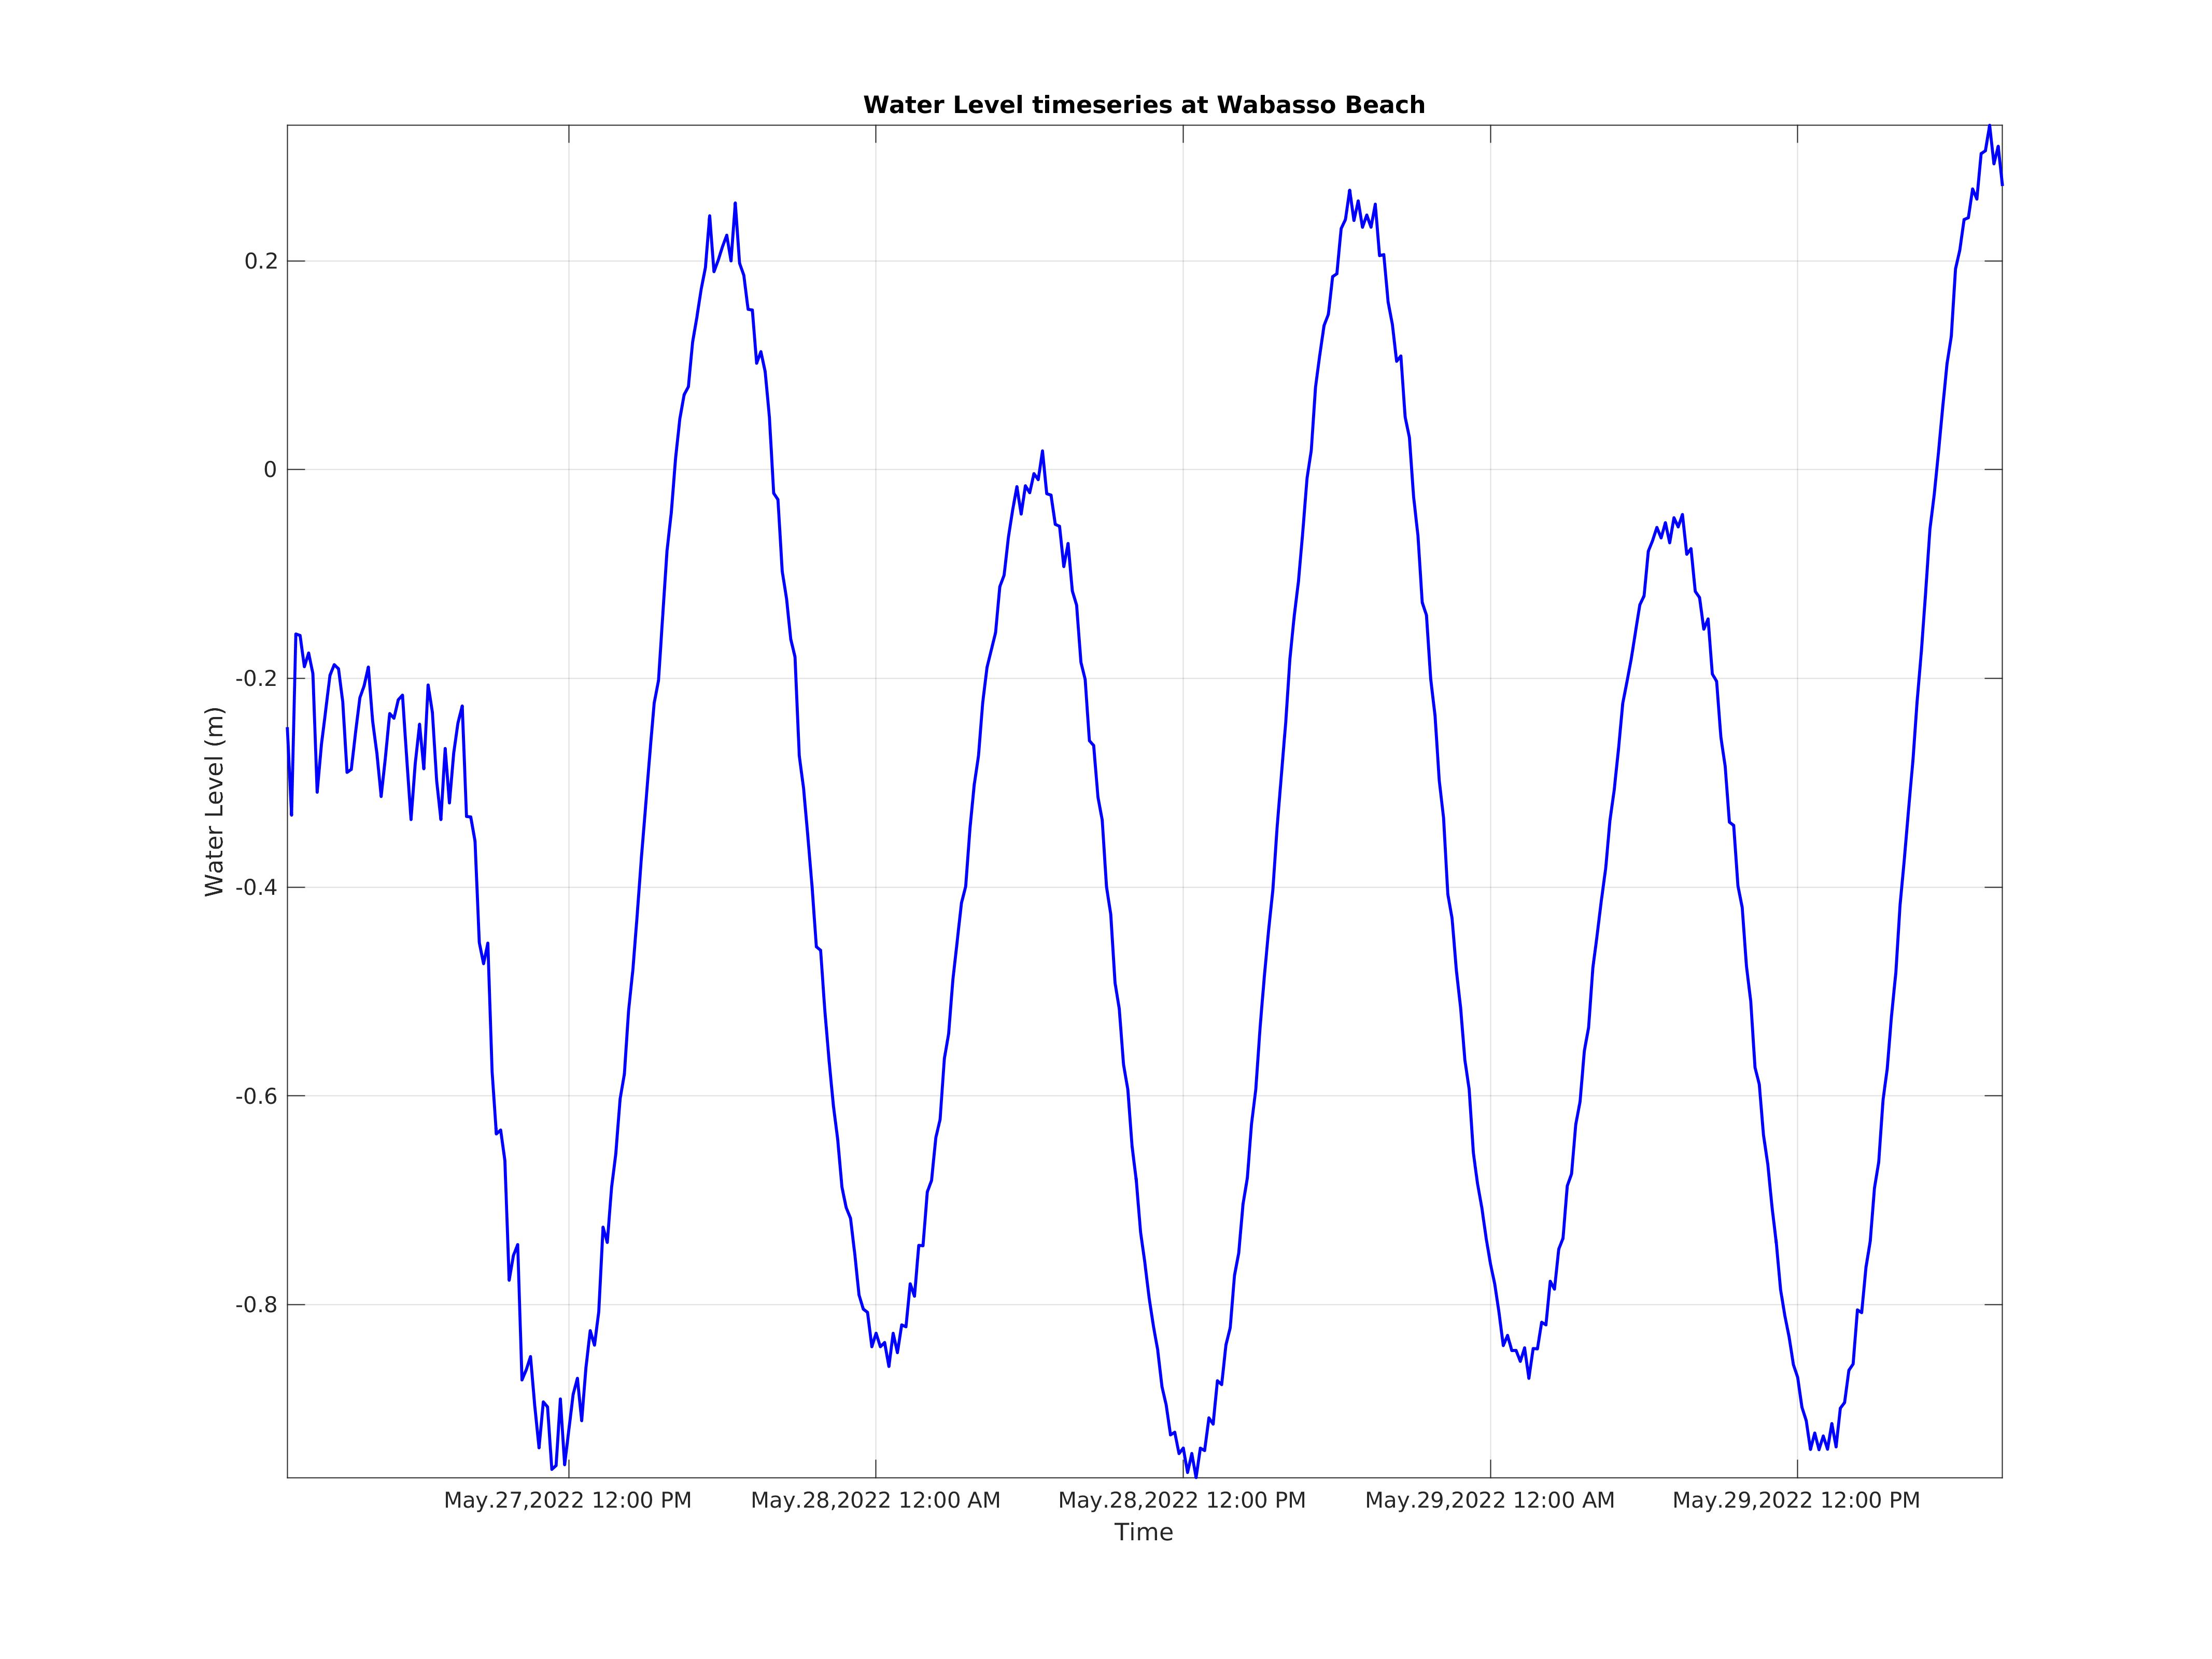 Water Level timeseries at Wabasso Beach
Water Level (m)
0.2
0
-0.2
-0.4
-0.6
-0.8
May.27,2022 12:00 PM
May.28,2022 12:00 AM
May.28,2022 12:00 PM
May.29,2022 12:00 AM
May.29,2022 12:00 PM
Time